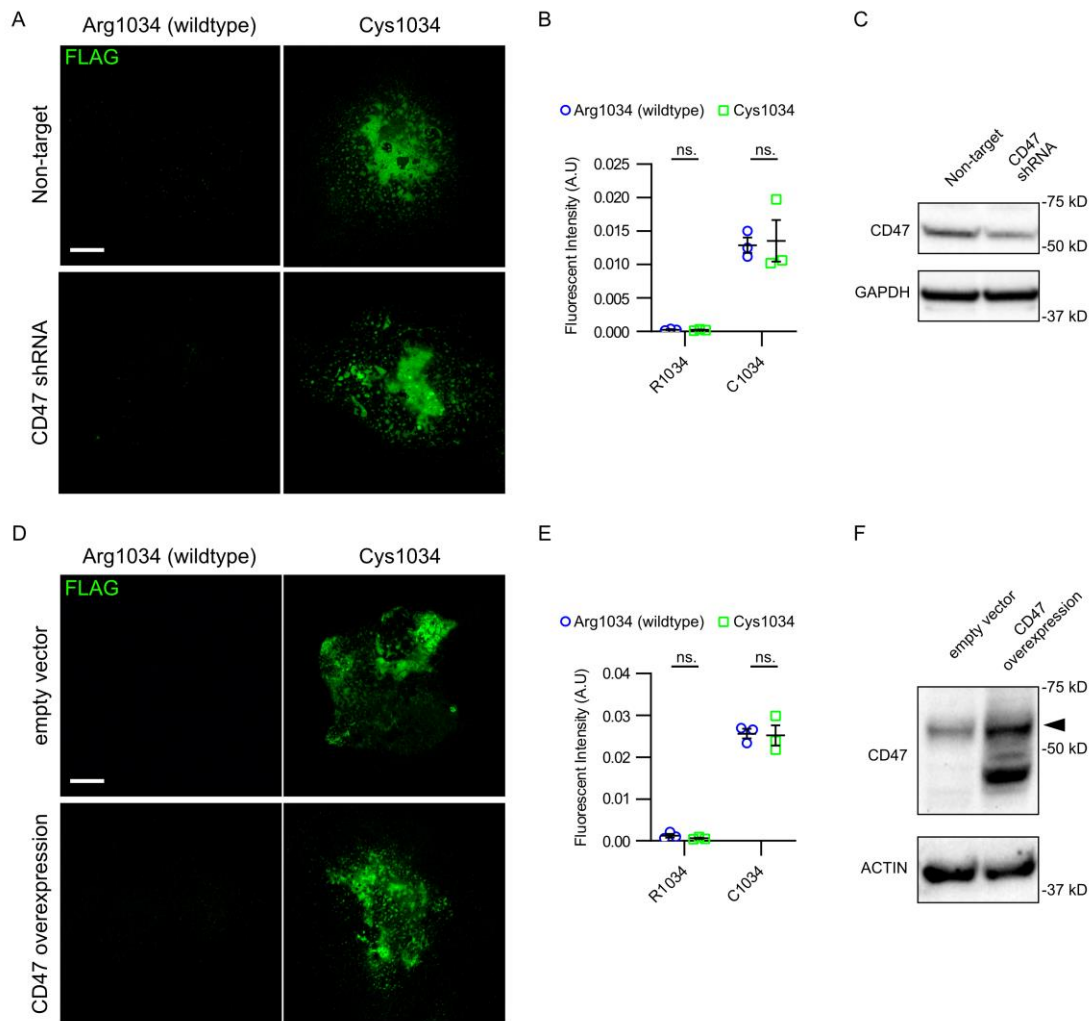 A
Arg1034 (wildtype) Cys1034
FLAG
Non-target
CD47 shRNA
B
Arg1034 (wildtype) Cys1034
ns. ns.
Fluorescent Intensity (A.U)
0.025
0.020
0.015
0.010
0.005
0.000
R1034 C1034
C
Non-target
CD47
shRNA
-75 kD
CD47
-50 kD
GAPDH
-37 kD
D
Arg1034 (wildtype) Cys1034
FLAG
empty vector
CD47 overexpression
E
Arg1034 (wildtype) Cys1034
ns. ns.
Fluorescent Intensity (A.U)
0.04
0.03
0.02
0.01
0.00
R1034 C1034
F
empty vector
CD47
overexpression
-75 kD
CD47
-50 kD
ACTIN
-37 kD